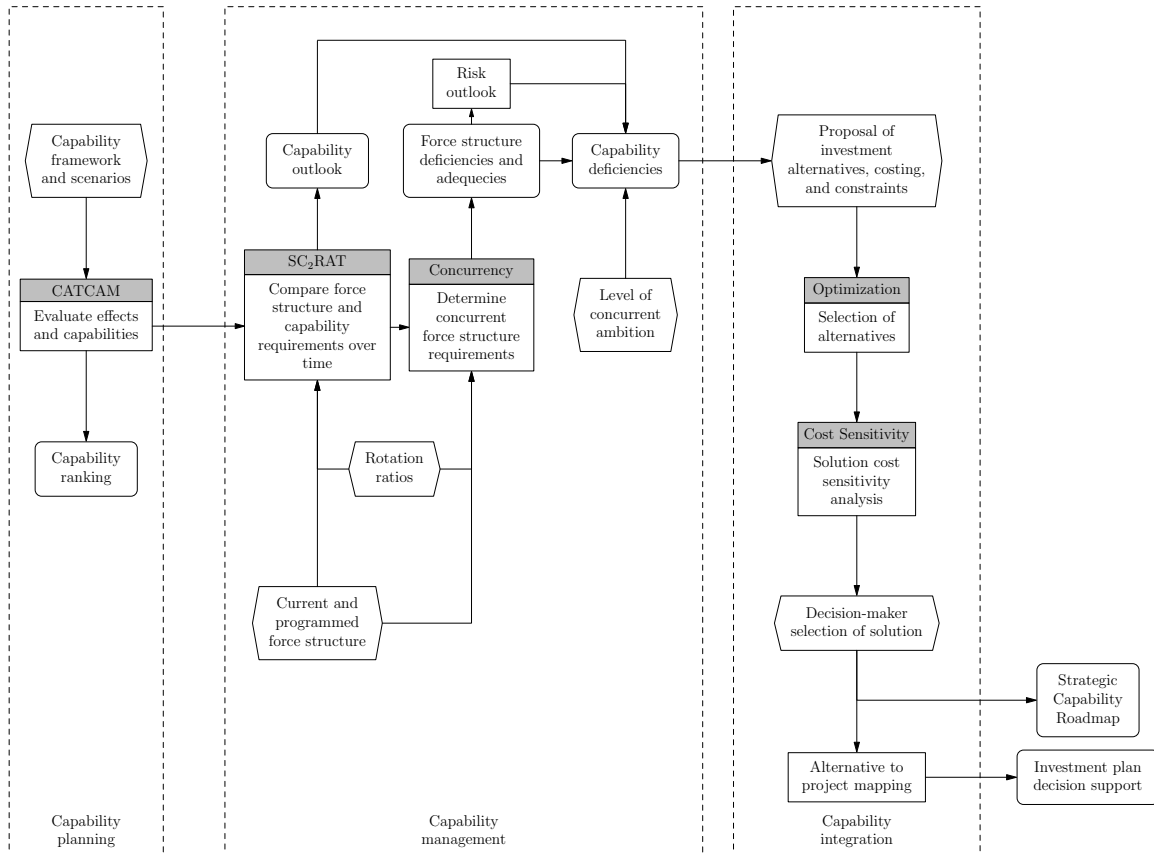 Capability
framework
and scenarios
CATCAM
Evaluate effects
and capabilities
Capability
ranking
Capability
planning
Capability
outlook
Risk
outlook
Force structure
deficiencies and
adequecies
Capability
deficiencies
SC₂RAT
Compare force
structure and
capability
requirements over
time
Concurrency
Determine
concurrent
force structure
requirements
Level of
concurrent
ambition
Rotation
ratios
Current and
programmed
force structure
Capability
management
Proposal of
investment
alternatives, costing,
and constraints
Optimization
Selection of
alternatives
Cost Sensitivity
Solution cost
sensitivity
analysis
Decision-maker
selection of solution
Strategic
Capability
Roadmap
Alternative to
project mapping
Investment plan
decision support
Capability
integration